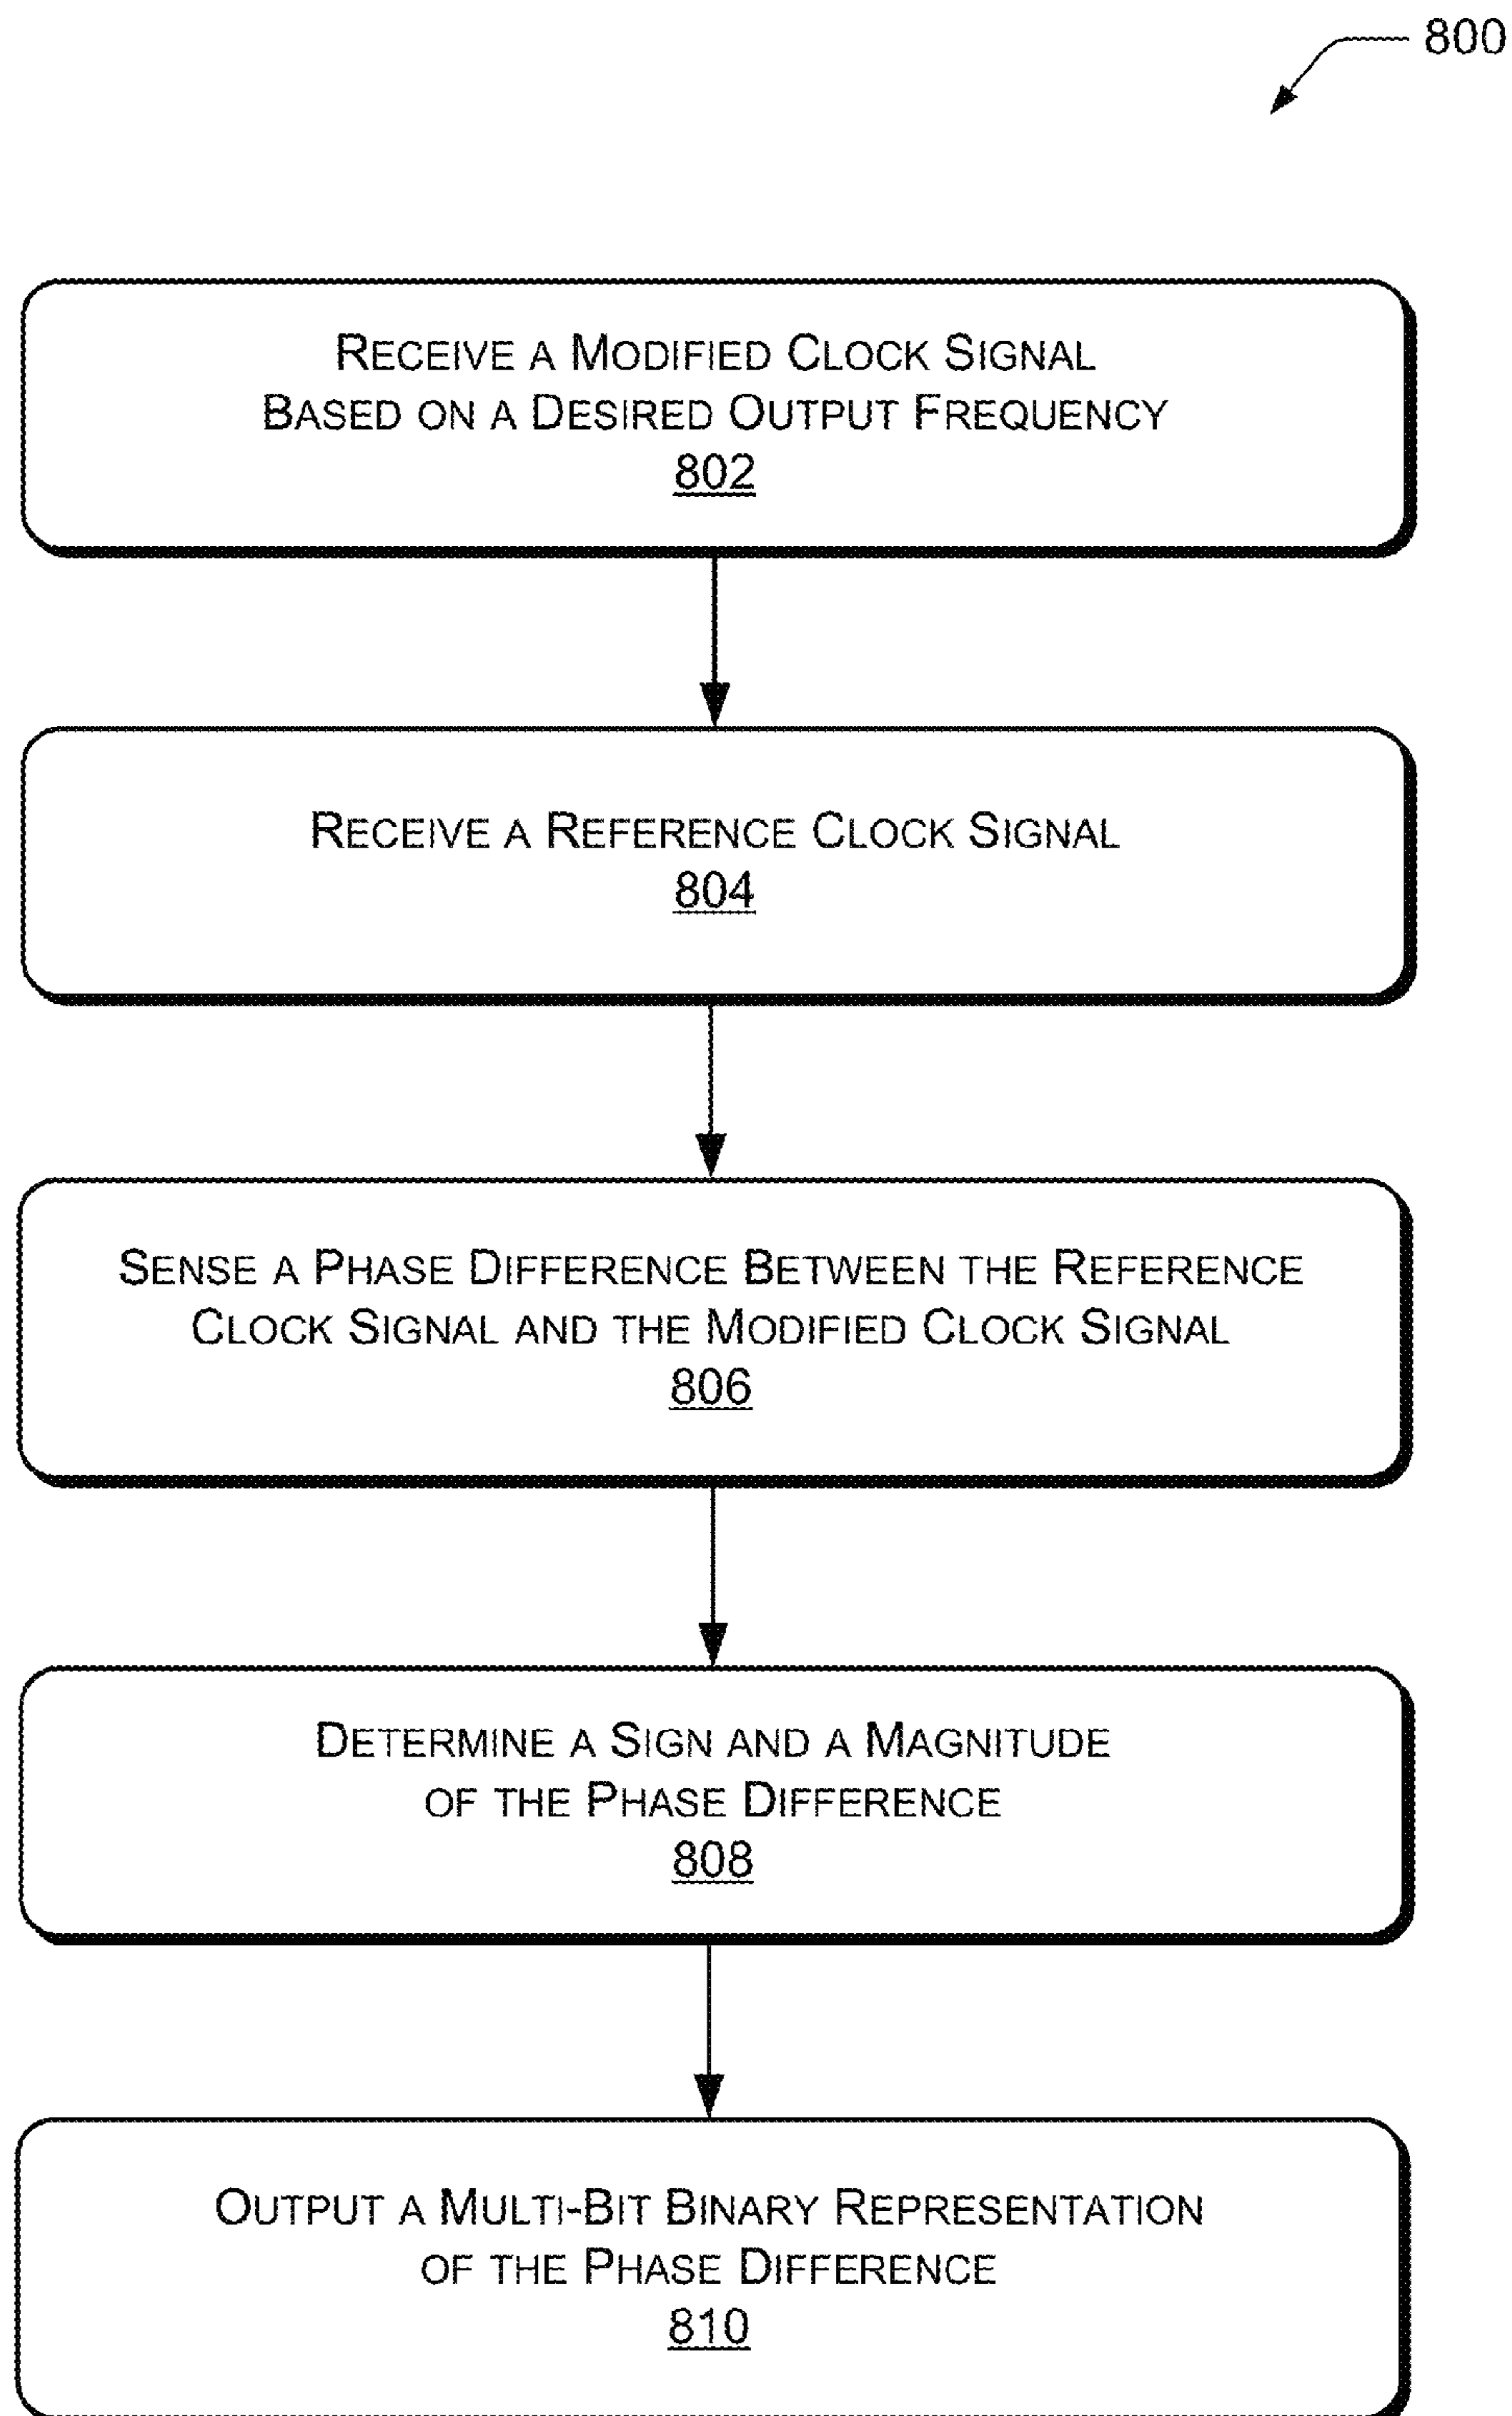 800
RECEIVE A MODIFIED CLOCK SIGNAL
BASED ON A DESIRED OUTPUT FREQUENCY
802
RECEIVE A REFERENCE CLOCK SIGNAL
804
SENSE A PHASE DIFFERENCE BETWEEN THE REFERENCE
CLOCK SIGNAL AND THE MODIFIED CLOCK SIGNAL
806
DETERMINE A SIGN AND A MAGNITUDE
OF THE PHASE DIFFERENCE
808
OUTPUT A MULTI-BIT BINARY REPRESENTATION
OF THE PHASE DIFFERENCE
810